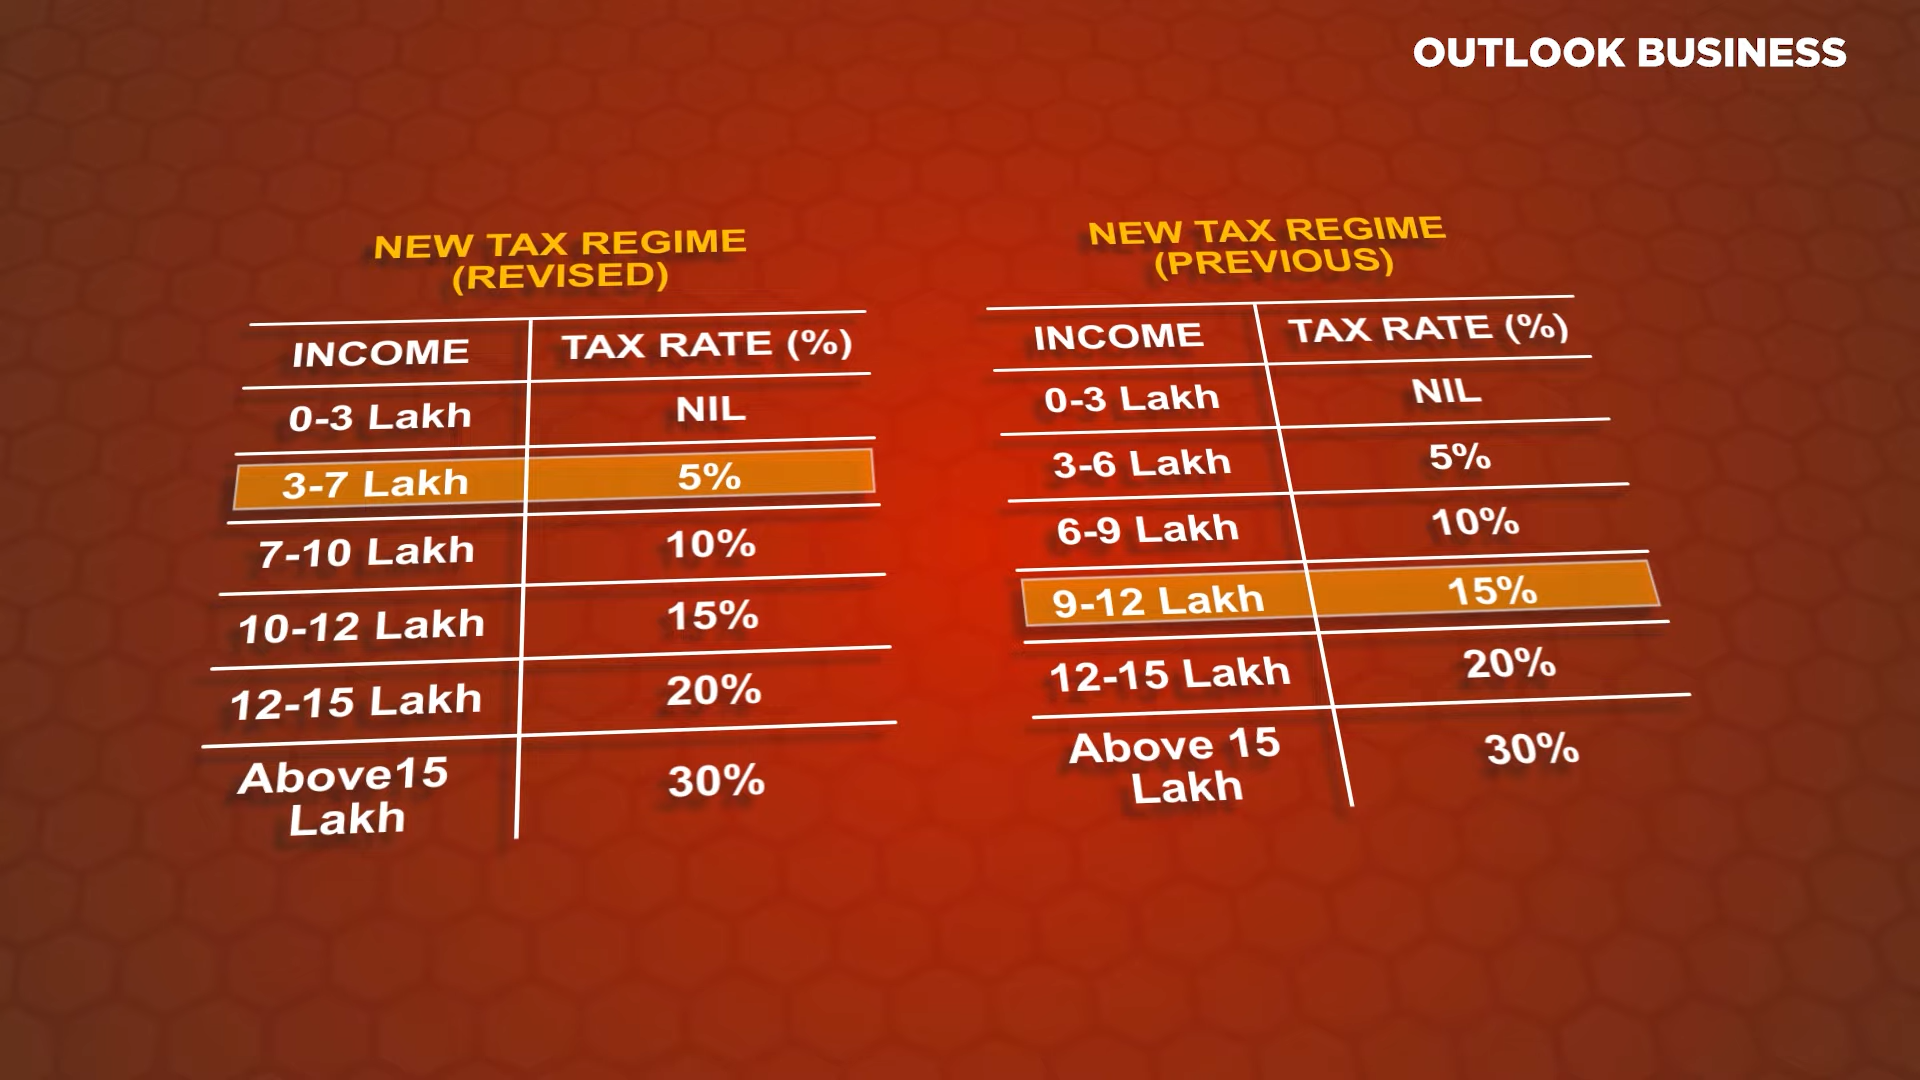 OUTLOOK BUSINESS
NEW TAX REGIME
(REVISED)
INCOME TAX RATE (%)
0-3 Lakh NIL
3-7 Lakh 5%
7-10 Lakh 10%
10-12 Lakh 15%
12-15 Lakh 20%
Above15 30%
Lakh
NEW TAX REGIME
(PREVIOUS)
INCOME TAX RATE (%)
0-3 Lakh NIL
3-6 Lakh 5%
6-9 Lakh 10%
9-12 Lakh 15%
12-15 Lakh 20%
Above 15 30%
Lakh